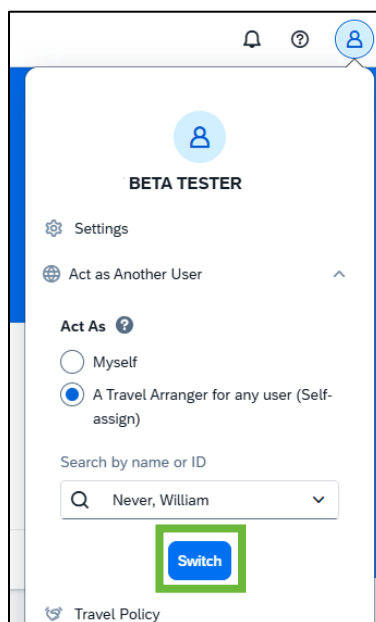 BETA TESTER
Settings
Act as Another User
Act As
Myself
A Travel Arranger for any user (Self-
assign)
Search by name or ID
Never, William
Switch
Travel Policy